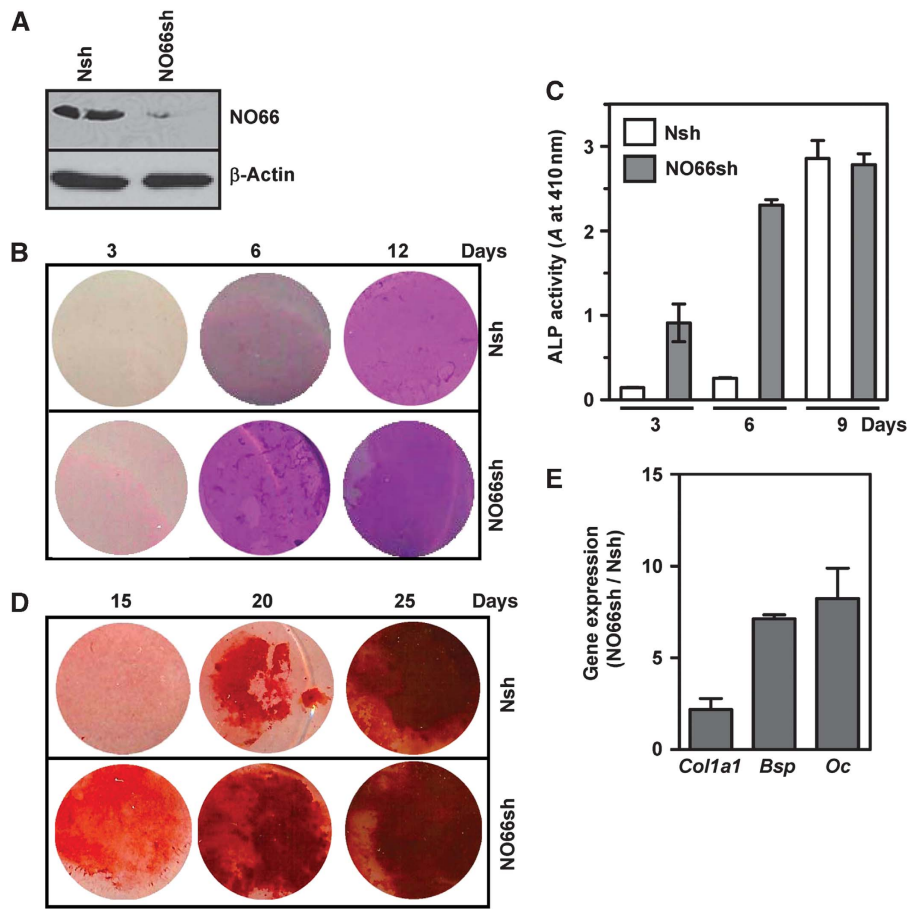 A
Nsh
NO66sh
NO66
β-Actin
B
3 6 12 Days
Nsh
NO66sh
C
ALP activity (A at 410 nm)
3
2
1
0
Nsh
NO66sh
3 6 9 Days
D
15 20 25 Days
Nsh
NO66sh
E
Gene expression
(NO66sh / Nsh)
15
10
5
0
Col1a1 Bsp Oc